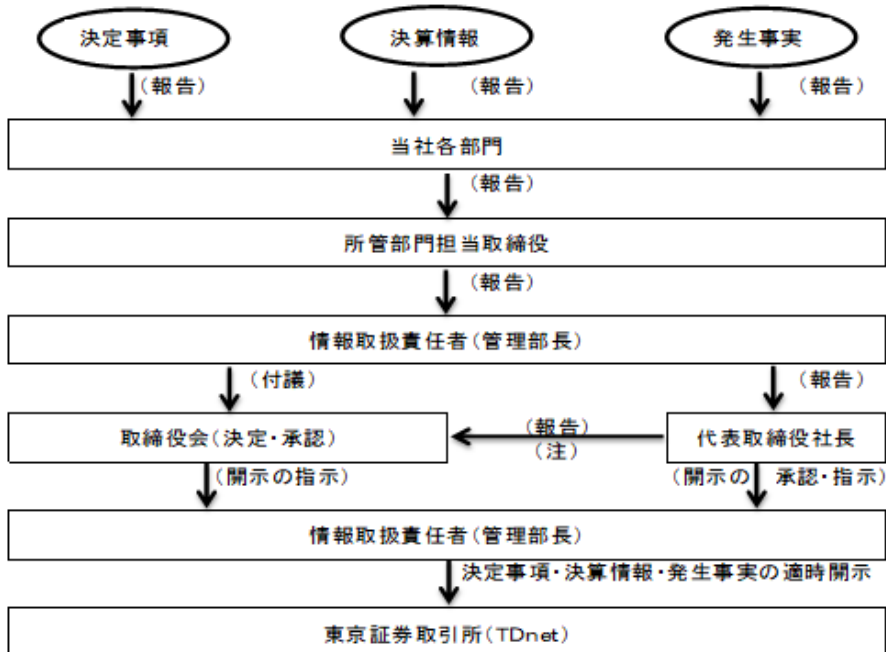 決定事項
決算情報
発生事実
(報告)
(報告)
(報告)
当社各部門
(報告)
所管部門担当取締役
(報告)
情報取扱責任者(管理部長)
(付議)
(報告)
取締役会(決定・承認)
(報告)
(注)
代表取締役社長
(開示の指示)
(開示の 承認・指示)
情報取扱責任者(管理部長)
決定事項・決算情報・発生事実の適時開示
東京証券取引所(TDnet)